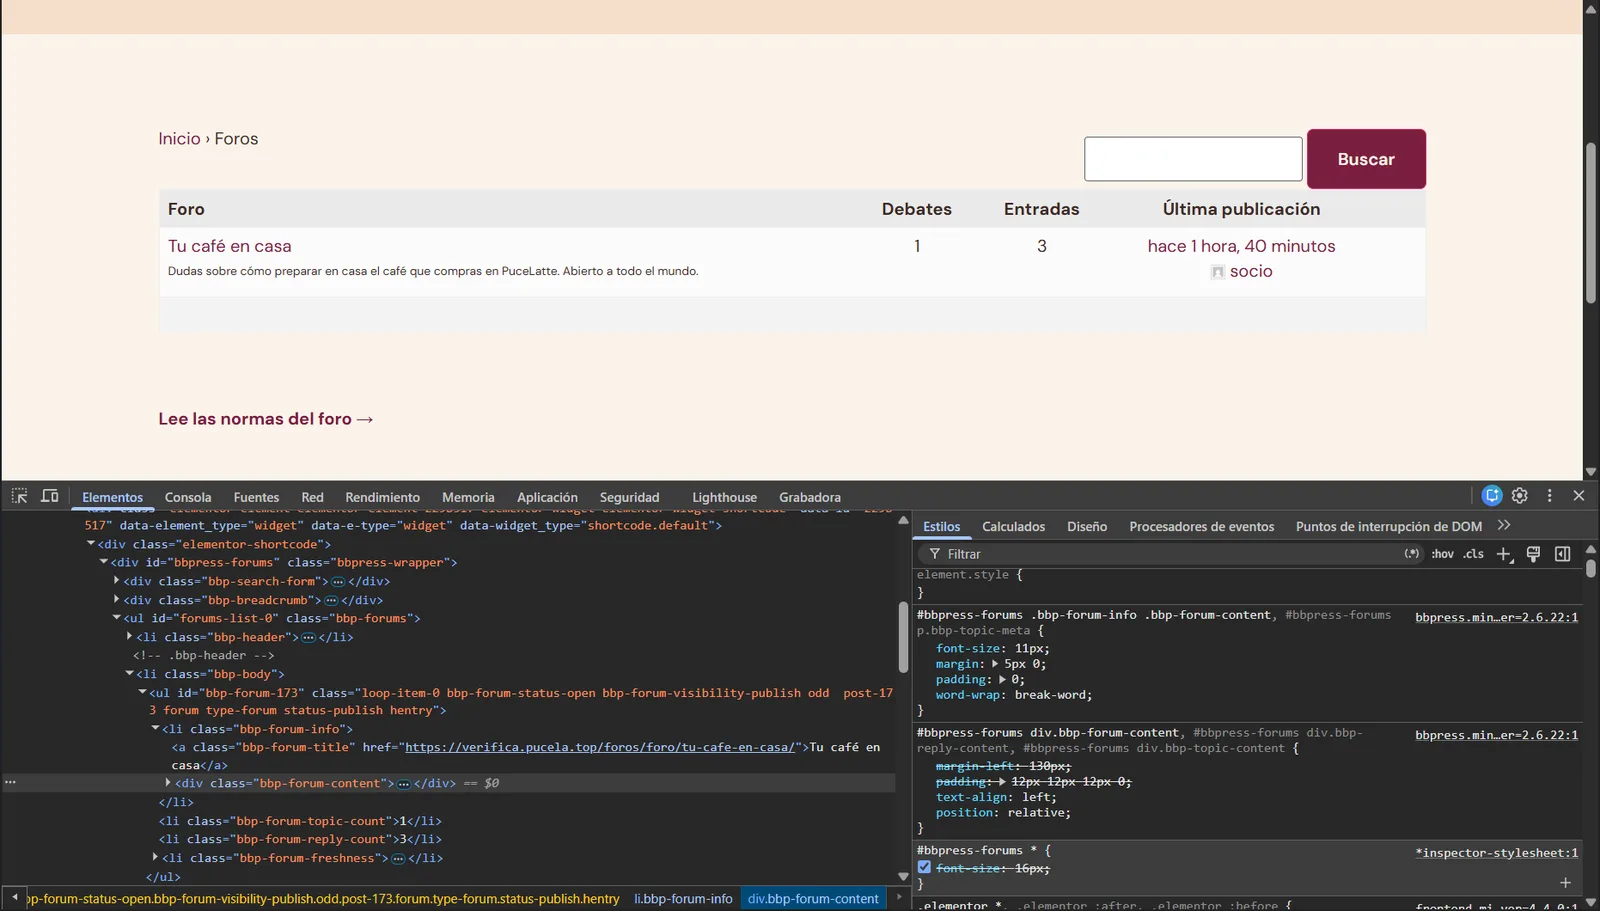 Inicio › Foros
Buscar
Foro Debates Entradas Última publicación
Tu café en casa 1 3 hace 1 hora, 40 minutos
Dudas sobre cómo preparar en casa el café que compras en PuceLatte. Abierto a todo el mundo. socio
Lee las normas del foro →
Elementos Consola Fuentes Red Rendimiento Memoria Aplicación Seguridad Lighthouse Grabadora
517" data-element_type="widget" data-e-type="widget" data-widget_type="shortcode.default">
<div class="elementor-shortcode">
<div id="bbpress-forums" class="bbpress-wrapper">
<div class="bbp-search-form"> … </div>
<div class="bbp-breadcrumb"> … </div>
<ul id="forums-list-0" class="bbp-forums">
<li class="bbp-header"> … </li>
<!-- .bbp-header -->
<li class="bbp-body">
<ul id="bbp-forum-173" class="loop-item-0 bbp-forum-status-open bbp-forum-visibility-publish odd  post-17
3 forum type-forum status-publish hentry">
<li class="bbp-forum-info">
<a class="bbp-forum-title" href="https://verifica.pucela.top/foros/foro/tu-cafe-en-casa/">Tu café en
casa</a>
<div class="bbp-forum-content"> … </div> == $0
</li>
<li class="bbp-forum-topic-count">1</li>
<li class="bbp-forum-reply-count">3</li>
<li class="bbp-forum-freshness"> … </li>
</ul>
op-forum-status-open.bbp-forum-visibility-publish.odd.post-173.forum.type-forum.status-publish.hentry li.bbp-forum-info div.bbp-forum-content
Estilos Calculados Diseño Procesadores de eventos Puntos de interrupción de DOM
Filtrar (.*) :hov .cls
element.style {
}
#bbpress-forums .bbp-forum-info .bbp-forum-content, #bbpress-forums bbpress.min…er=2.6.22:1
p.bbp-topic-meta {
font-size: 11px;
margin: 5px 0;
padding: 0;
word-wrap: break-word;
}
#bbpress-forums div.bbp-forum-content, #bbpress-forums div.bbp- bbpress.min…er=2.6.22:1
reply-content, #bbpress-forums div.bbp-topic-content {
margin-left: 130px;
padding: 12px 12px 12px 0;
text-align: left;
position: relative;
}
#bbpress-forums * { *inspector-stylesheet:1
font-size: 16px;
}
.elementor *, .elementor :after, .elementor :before { frontend.mi…ver=4.4.0:1